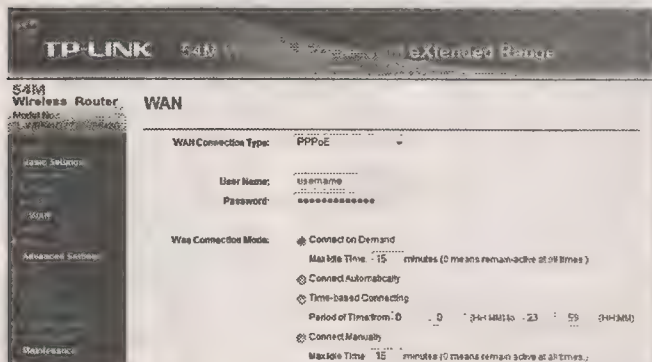 TP-LINK 54M eXtended Range
54M
Wireless Router
Model No.:
WAN
WAN Connection Type: PPPoE
Basic Settings
User Name: username
Password: •••••••••••••
WAN
Wan Connection Mode: Connect on Demand
Advanced Settings
Max Idle Time: 15 minutes (0 means remain active at all times.)
Connect Automatically
Time-based Connecting
Period of Time:from 0 : 0 (HH:MM) to 23 : 59 (HH:MM)
Connect Manually
Maintenance
Max Idle Time: 15 minutes (0 means remain active at all times.)